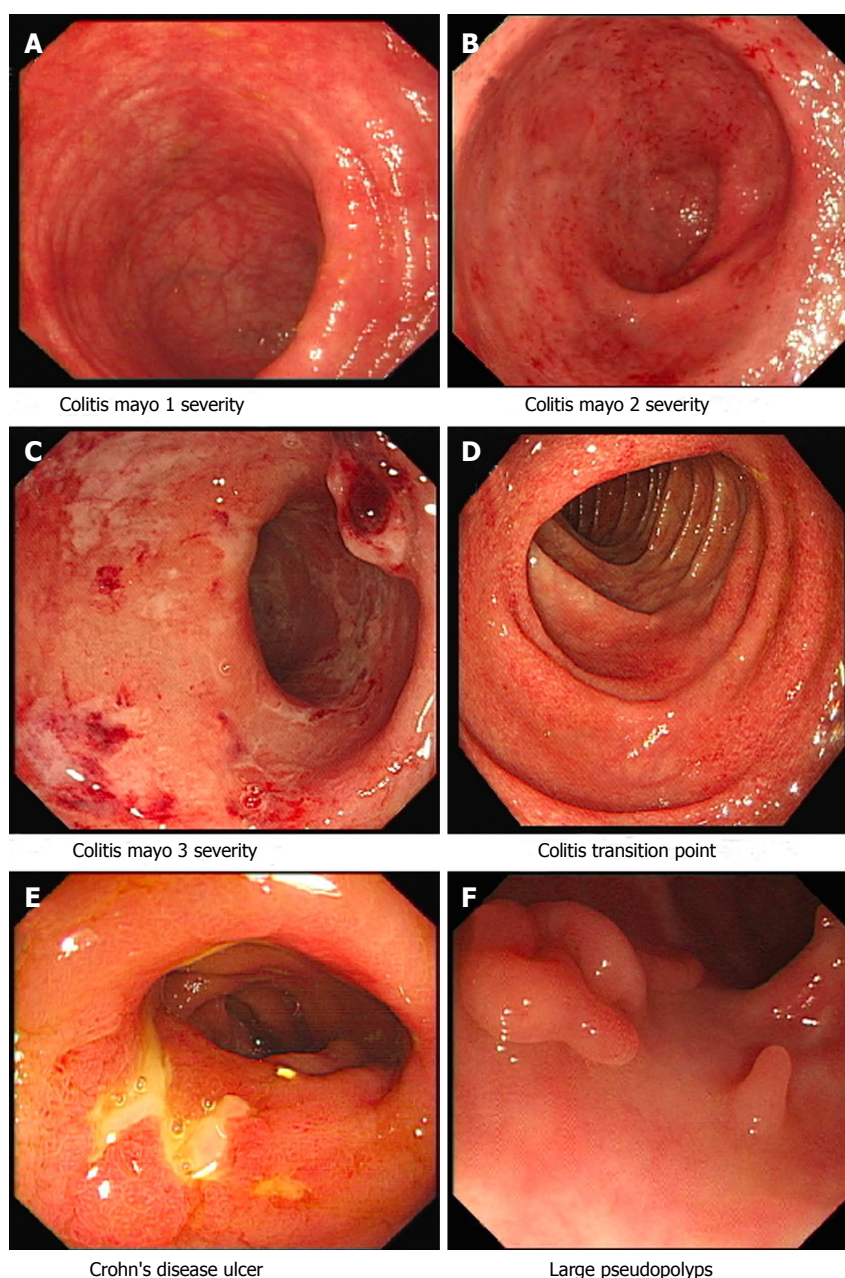 A
B
Colitis mayo 1 severity
Colitis mayo 2 severity
C
D
Colitis mayo 3 severity
Colitis transition point
E
F
Crohn's disease ulcer
Large pseudopolyps